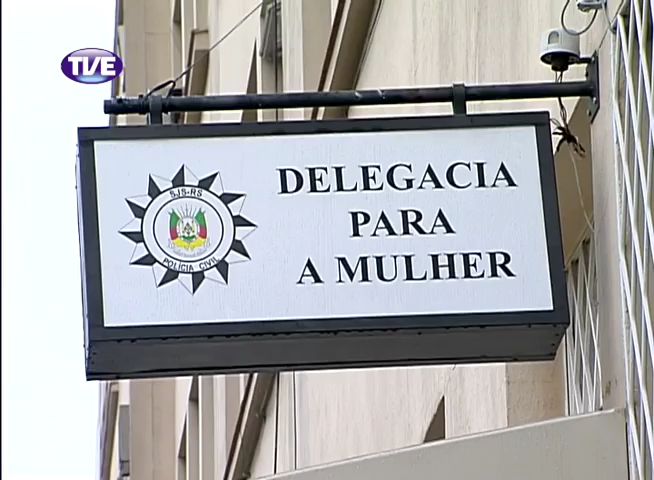 TVE
DELEGACIA
PARA
A MULHER
SJS-RS
POLÍCIA CIVIL